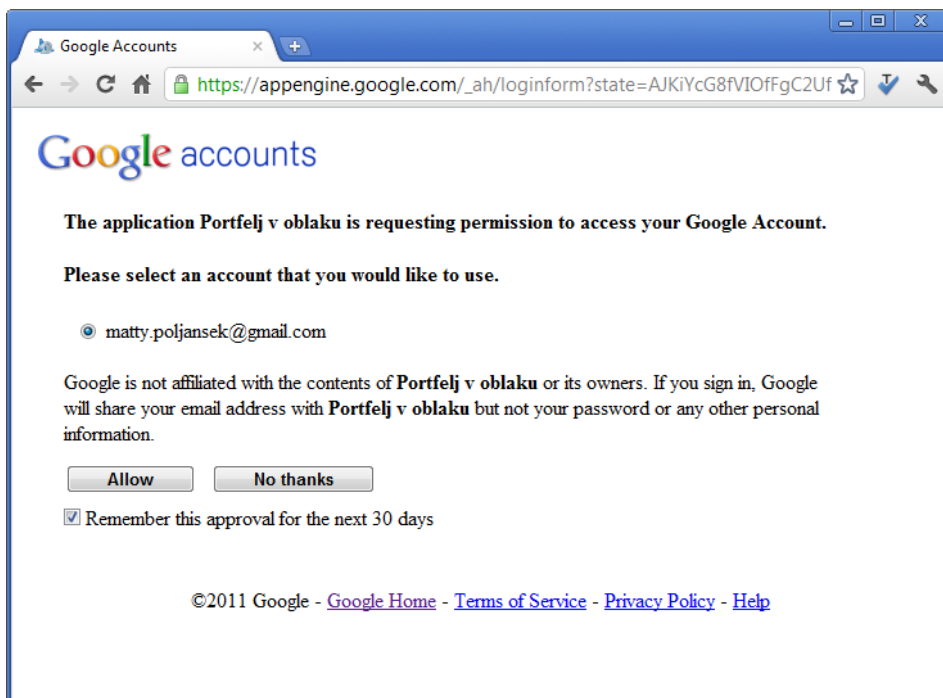 Google Accounts
https://appengine.google.com/_ah/loginform?state=AJKiYcG8fVIOfFgC2Uf
Google accounts
The application Portfelj v oblaku is requesting permission to access your Google Account.
Please select an account that you would like to use.
matty.poljansek@gmail.com
Google is not affiliated with the contents of Portfelj v oblaku or its owners. If you sign in, Google
will share your email address with Portfelj v oblaku but not your password or any other personal
information.
Allow No thanks
Remember this approval for the next 30 days
©2011 Google - Google Home - Terms of Service - Privacy Policy - Help